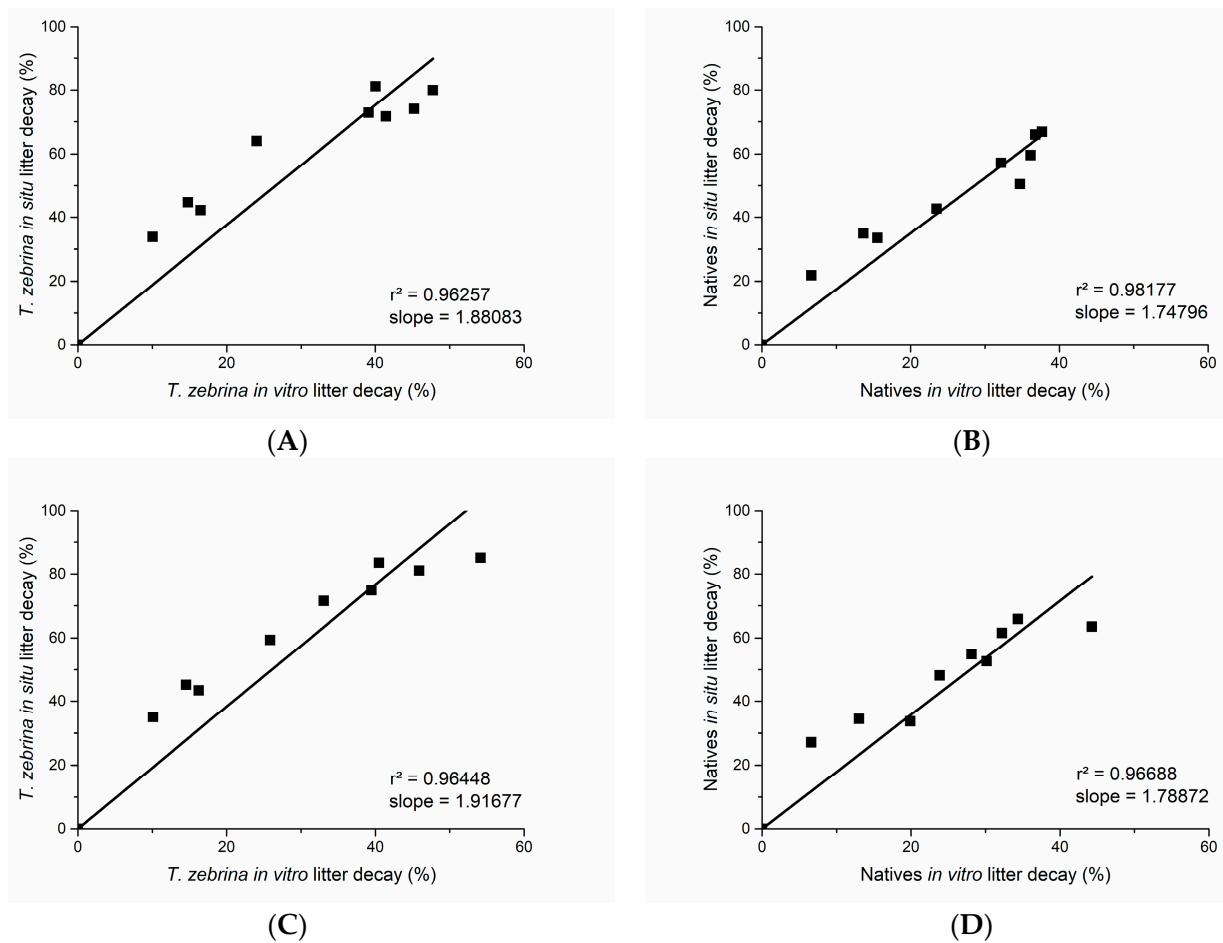 100
80
60
40
20
0
T. zebrina in situ litter decay (%)
r² = 0.96257
slope = 1.88083
0 20 40 60
T. zebrina in vitro litter decay (%)
(A)
100
80
60
40
20
0
Natives in situ litter decay (%)
r² = 0.98177
slope = 1.74796
0 20 40 60
Natives in vitro litter decay (%)
(B)
100
80
60
40
20
0
T. zebrina in situ litter decay (%)
r² = 0.96448
slope = 1.91677
0 20 40 60
T. zebrina in vitro litter decay (%)
(C)
100
80
60
40
20
0
Natives in situ litter decay (%)
r² = 0.96688
slope = 1.78872
0 20 40 60
Natives in vitro litter decay (%)
(D)